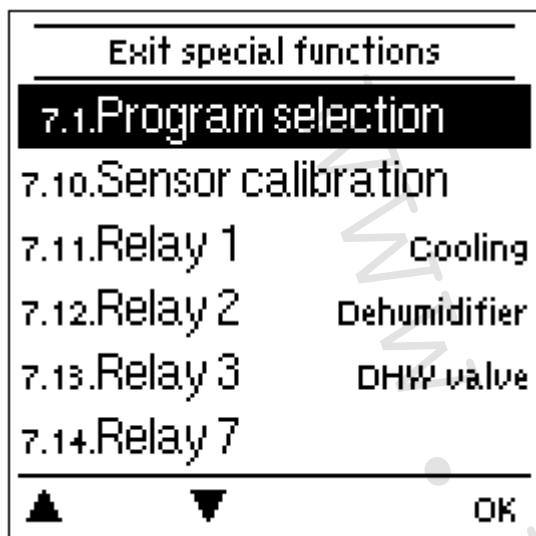 Exit special functions
7.1.Program selection
7.10.Sensor calibration
7.11.Relay 1 Cooling
7.12.Relay 2 Dehumidifier
7.13.Relay 3 DHW valve
7.14.Relay 7
▲ ▼ OK
www.